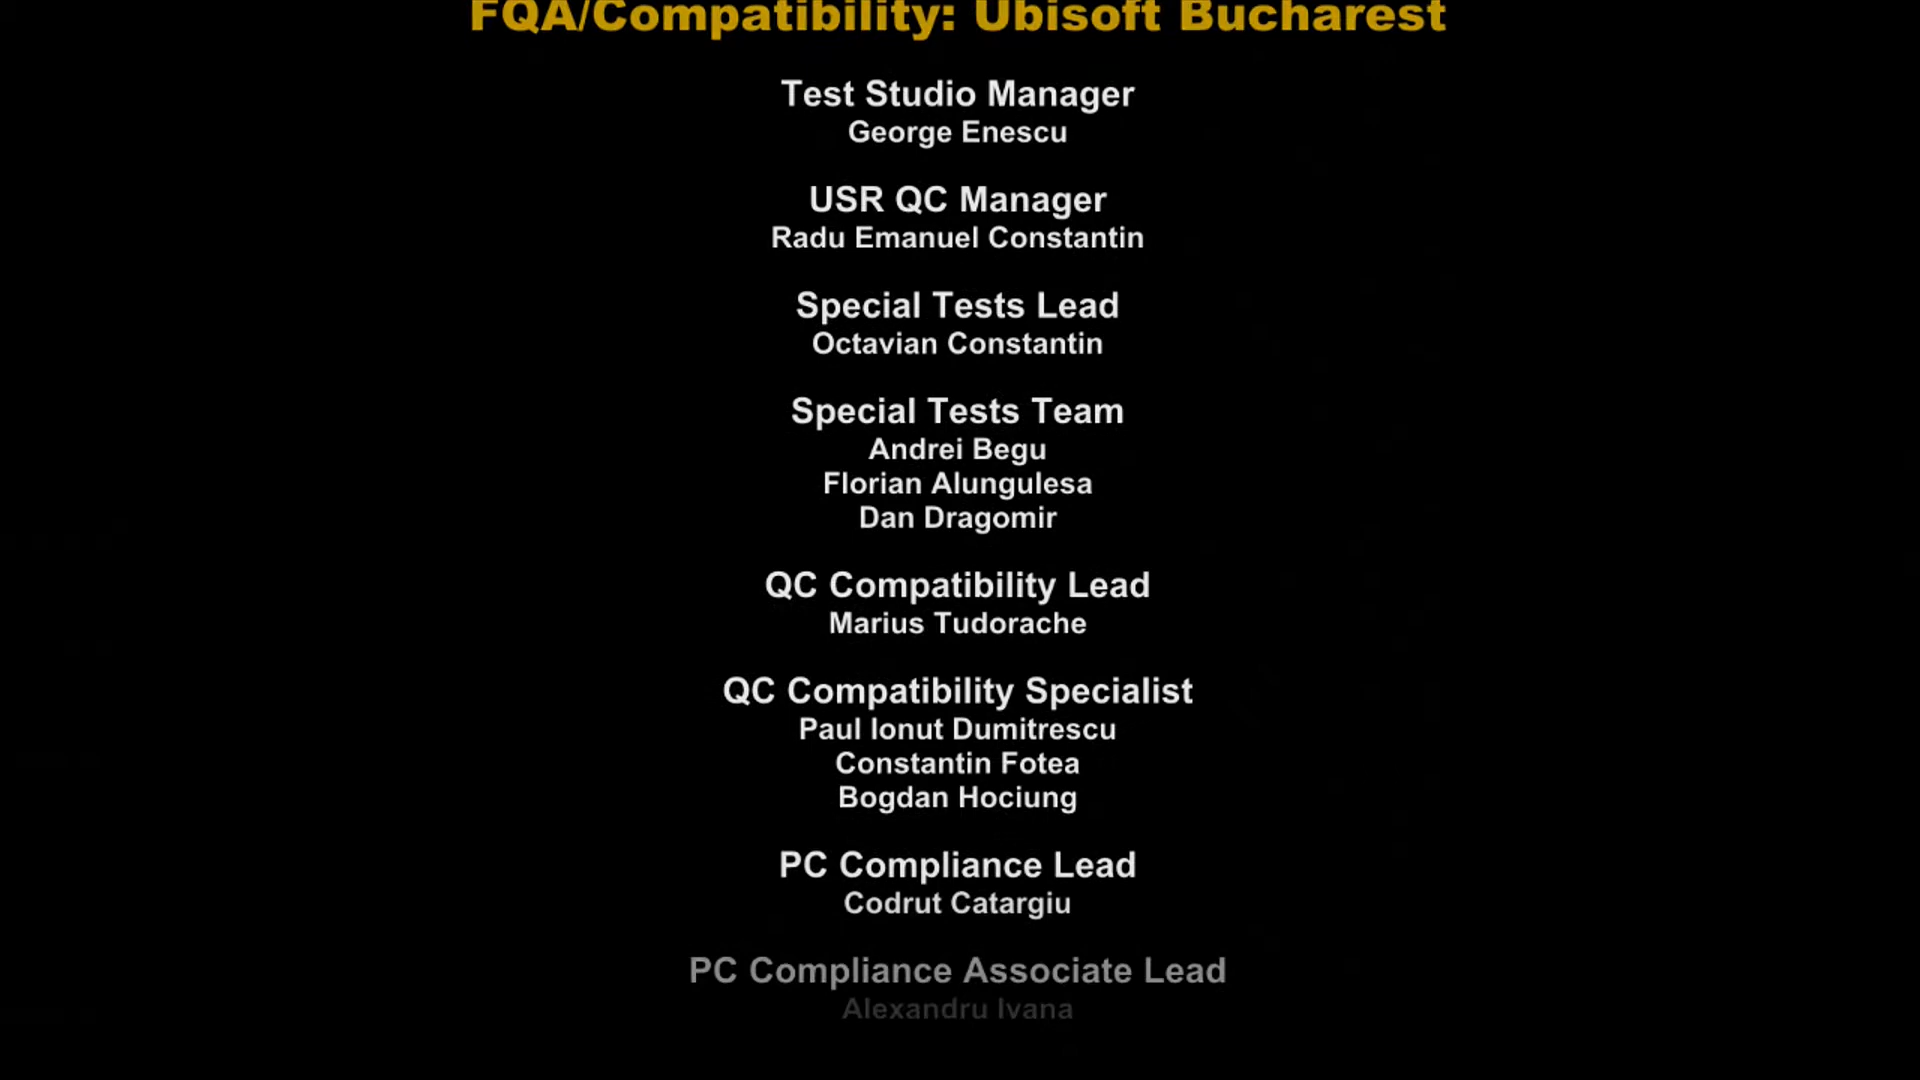 FQA/Compatibility: Ubisoft Bucharest
Test Studio Manager
George Enescu
USR QC Manager
Radu Emanuel Constantin
Special Tests Lead
Octavian Constantin
Special Tests Team
Andrei Begu
Florian Alungulesa
Dan Dragomir
QC Compatibility Lead
Marius Tudorache
QC Compatibility Specialist
Paul Ionut Dumitrescu
Constantin Fotea
Bogdan Hociung
PC Compliance Lead
Codrut Catargiu
PC Compliance Associate Lead
Alexandru Ivana